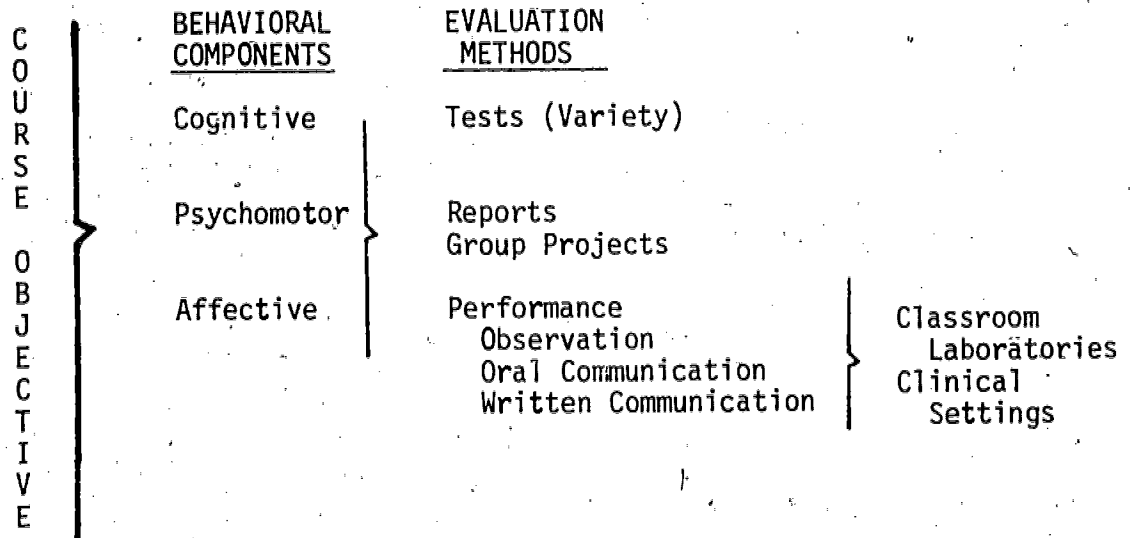 COURSE OBJECTIVE
BEHAVIORAL
COMPONENTS
EVALUATION
METHODS
Cognitive
Tests (Variety)
Psychomotor
Reports
Group Projects
Affective
Performance
Observation
Oral Communication
Written Communication
Classroom
Laboratories
Clinical
Settings